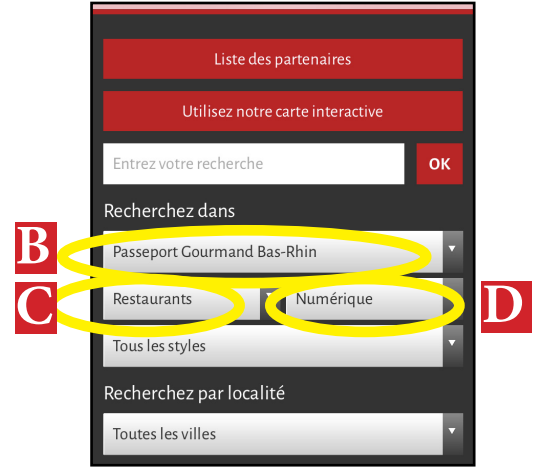 Liste des partenaires
Utilisez notre carte interactive
Entrez votre recherche OK
Recherchez dans
B Passeport Gourmand Bas-Rhin
C Restaurants Numérique D
Tous les styles
Recherchez par localité
Toutes les villes